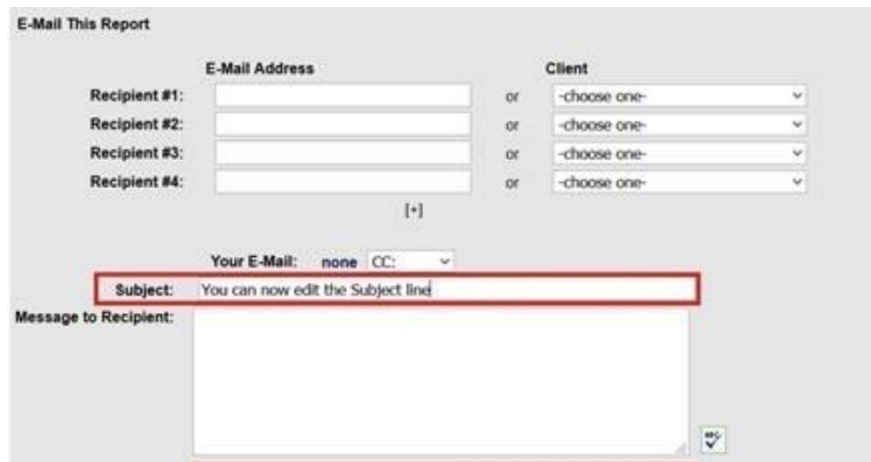 E-Mail This Report
E-Mail Address Client
Recipient #1: or -choose one-
Recipient #2: or -choose one-
Recipient #3: or -choose one-
Recipient #4: or -choose one-
[+]
Your E-Mail: none CC:
Subject: You can now edit the Subject line
Message to Recipient:
ABC